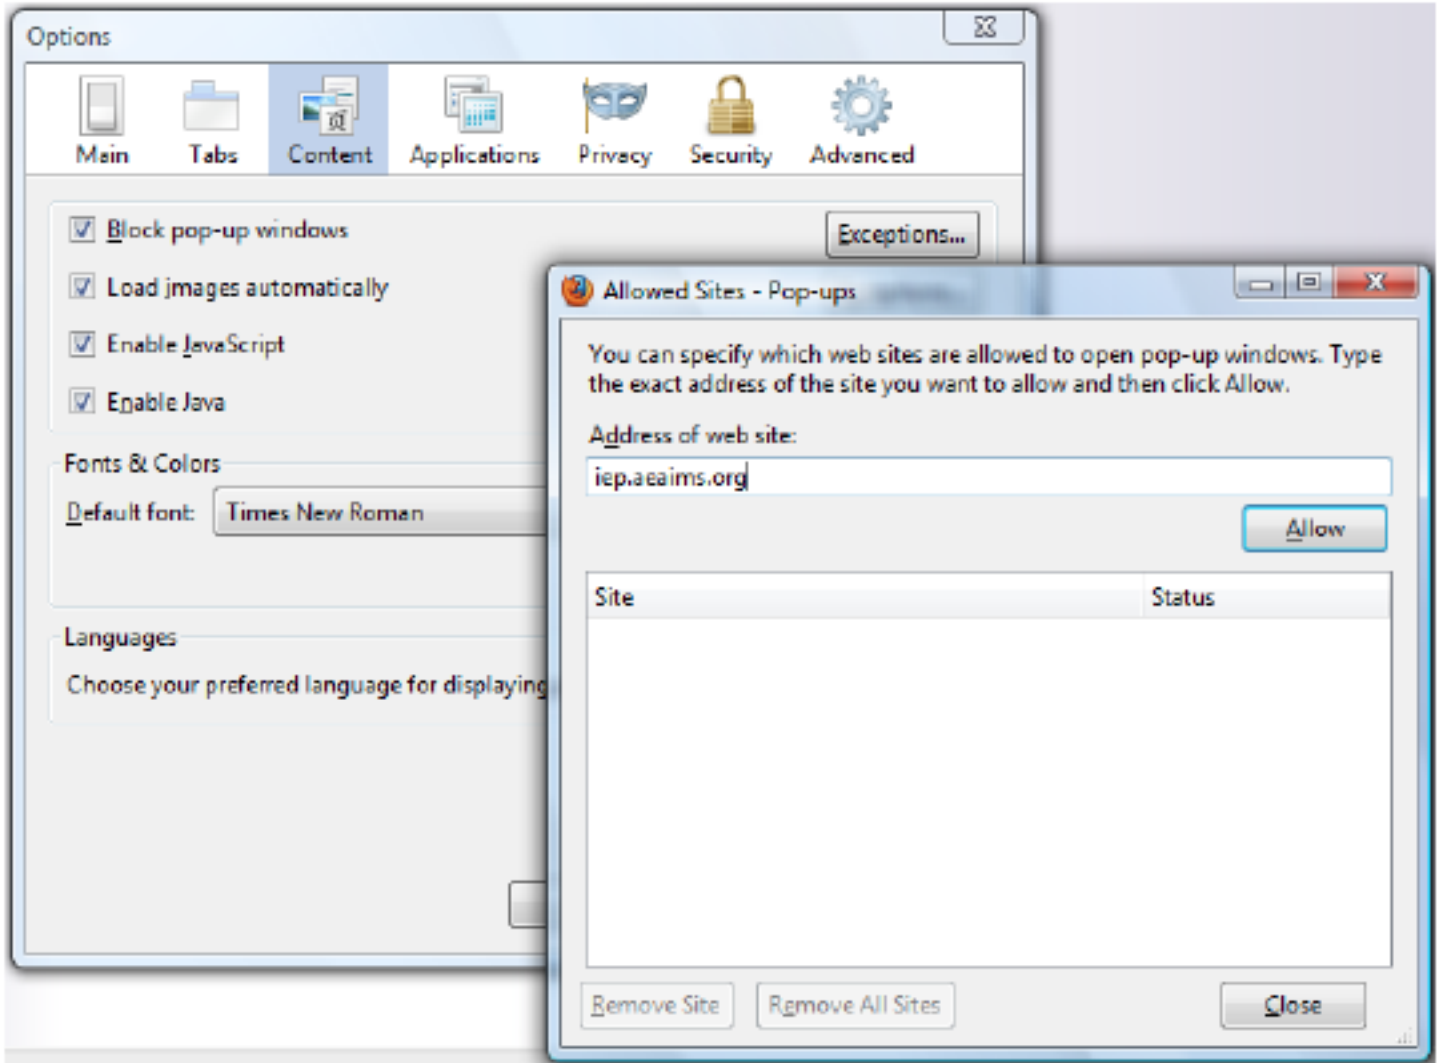 Options
Main Tabs Content Applications Privacy Security Advanced
Block pop-up windows
Exceptions...
Load images automatically
Enable JavaScript
Enable Java
Fonts & Colors
Default font: Times New Roman
Languages
Choose your preferred language for displaying
Allowed Sites - Pop-ups
You can specify which web sites are allowed to open pop-up windows. Type
the exact address of the site you want to allow and then click Allow.
Address of web site:
iep.aeaims.org
Allow
Site Status
Remove Site Remove All Sites Close